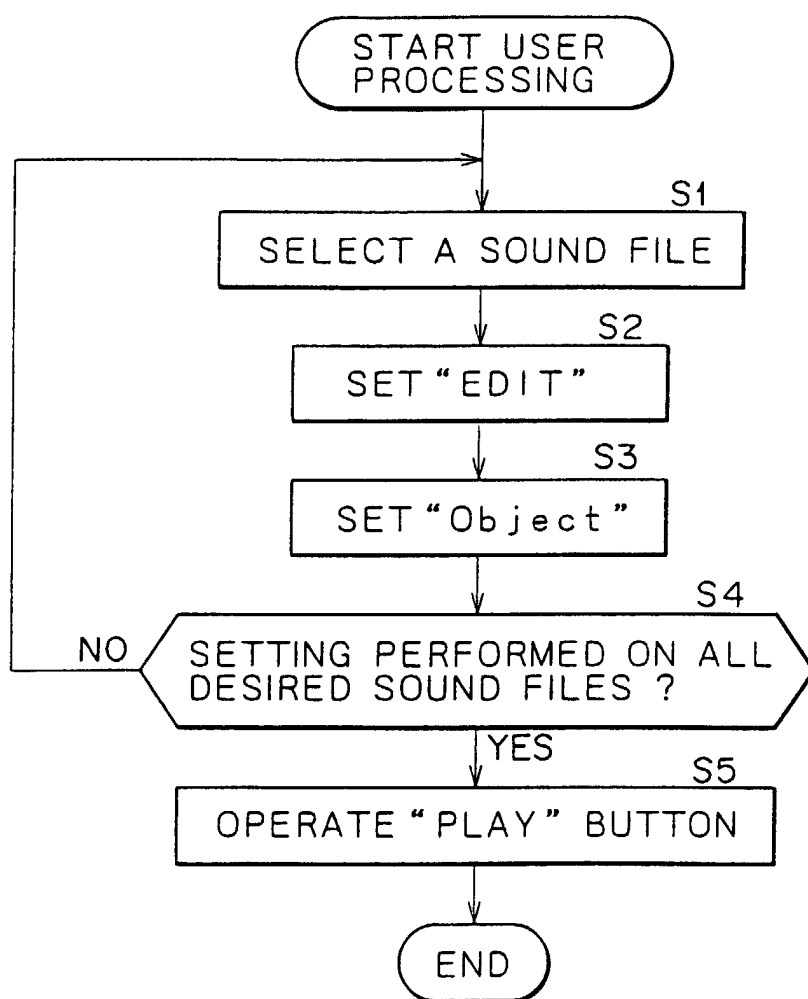 START USER
PROCESSING
S1
SELECT A SOUND FILE
S2
SET "EDIT"
S3
SET "Object"
S4
NO
SETTING PERFORMED ON ALL
DESIRED SOUND FILES ?
YES
S5
OPERATE "PLAY" BUTTON
END